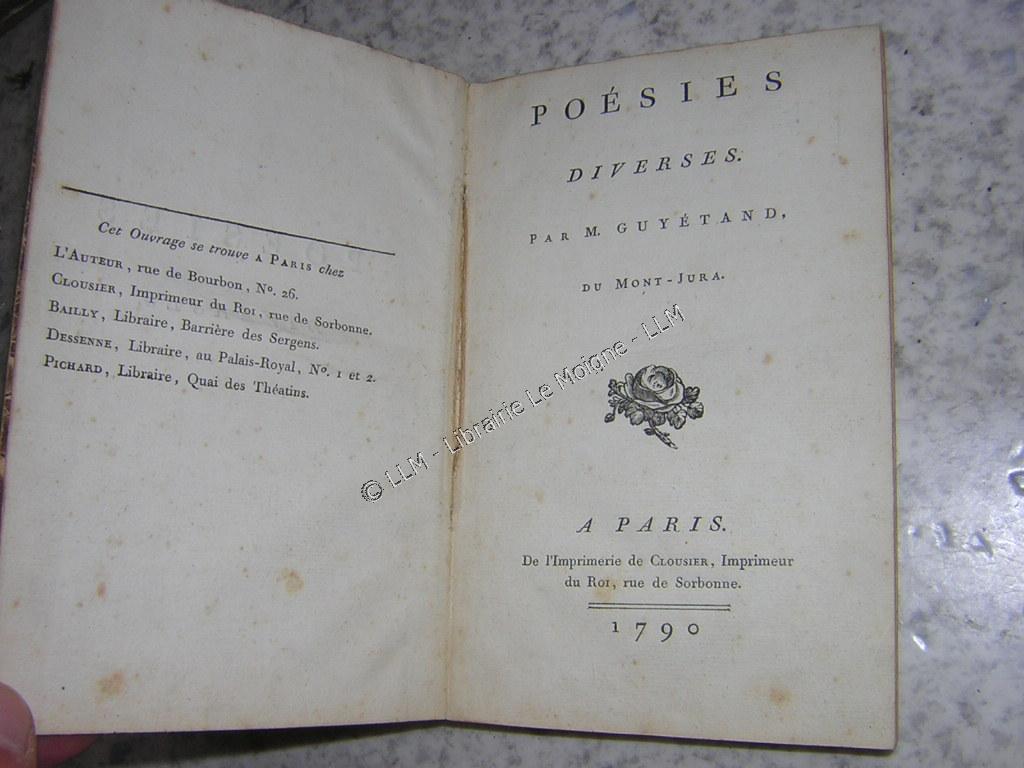 Cet Ouvrage se trouve A PARIS chez
L'AUTEUR, rue de Bourbon, N°. 26.
CLOUSIER, Imprimeur du Roi, rue de Sorbonne.
BAILLY, Libraire, Barrière des Sergens.
DESSENNE, Libraire, au Palais-Royal, N°. 1 et 2.
PICHARD, Libraire, Quai des Théatins.
POÉSIES
DIVERSES.
PAR M. GUYÉTAND,
DU MONT-JURA.
A PARIS.
De l'Imprimerie de CLOUSIER, Imprimeur
du ROI, rue de Sorbonne.
1790
© LLM - Librairie Le Moigne - LLM